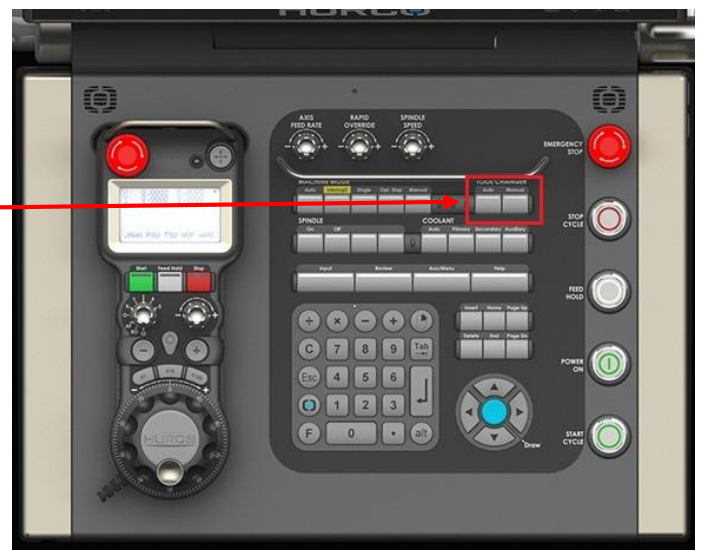 HURCO
AXIS
FEED RATE
RAPID
OVERRIDE
SPINDLE
SPEED
EMERGENCY
STOP
MACHINE MODE
Auto Interrupt Single Opt. Stop Manual
TOOL CHANGER
Auto Manual
SPINDLE
On Off
COOLANT
Auto Primary Secondary Auxiliary
STOP
CYCLE
Start Feed Hold Stop
Input Review Aux/Menu Help
FEED
HOLD
Insert Home Page Up
Delete End Page Dn
÷ × − +
C 7 8 9 Tab
Esc 4 5 6
1 2 3
F 0 • alt
− +
POWER
ON
START
CYCLE
Draw
HURCO